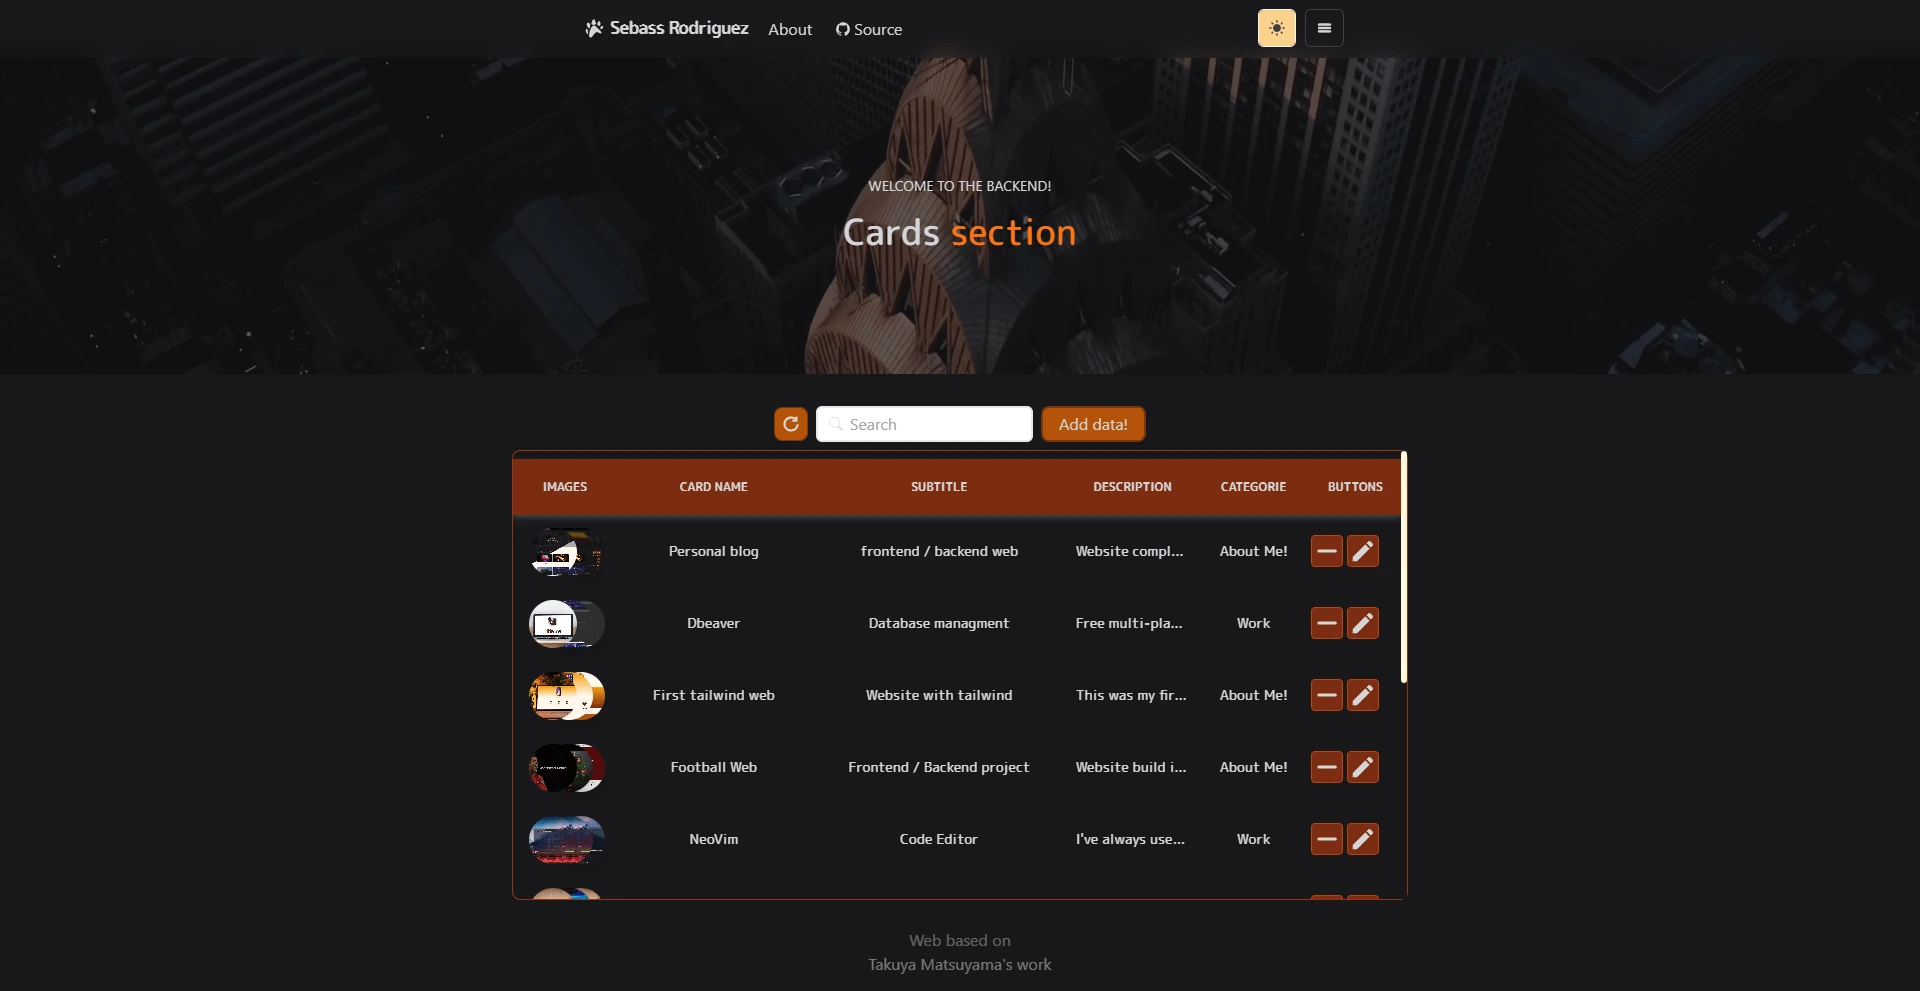 Sebass Rodriguez About Source
WELCOME TO THE BACKEND!
Cards section
Search Add data!
IMAGES CARD NAME SUBTITLE DESCRIPTION CATEGORIE BUTTONS
Personal blog frontend / backend web Website compl... About Me!
Dbeaver Database managment Free multi-pla... Work
First tailwind web Website with tailwind This was my fir... About Me!
Football Web Frontend / Backend project Website build i... About Me!
NeoVim Code Editor I've always use... Work
Web based on
Takuya Matsuyama's work